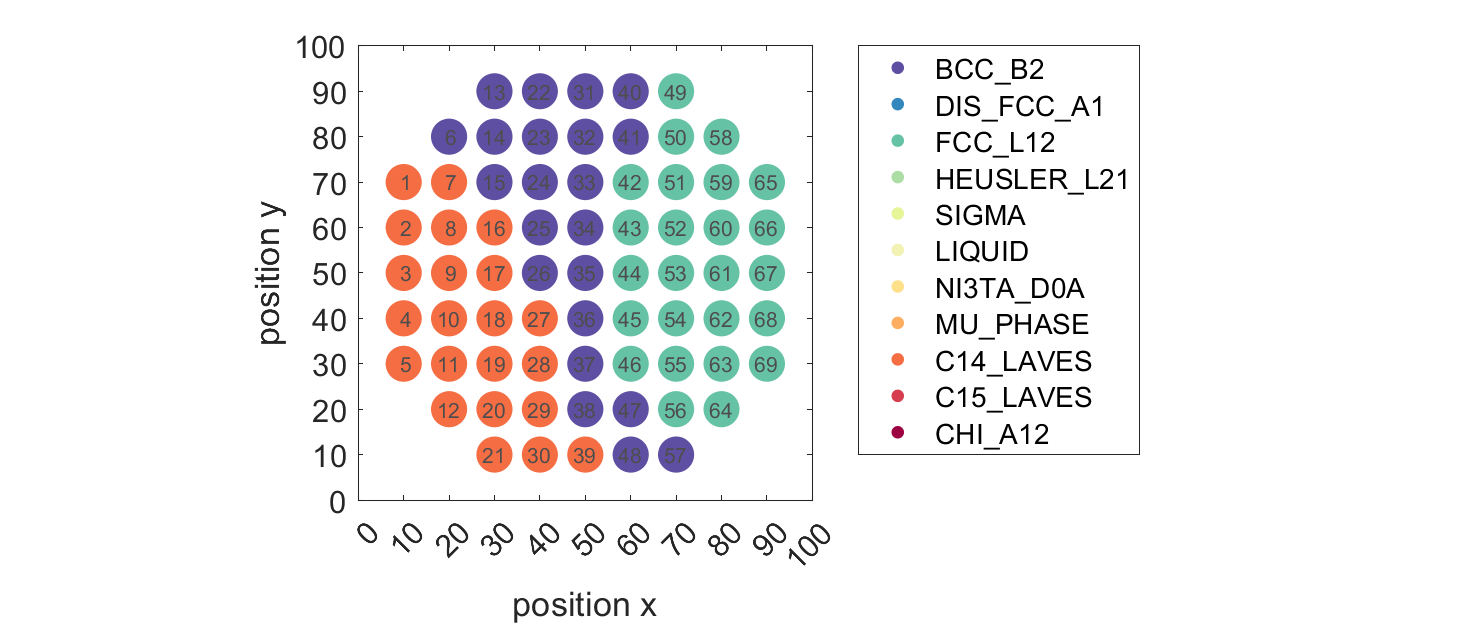 100
90
80
70
60
50
40
30
20
10
0
position y
13 22 31 40 49
6 14 23 32 41 50 58
1 7 15 24 33 42 51 59 65
2 8 16 25 34 43 52 60 66
3 9 17 26 35 44 53 61 67
4 10 18 27 36 45 54 62 68
5 11 19 28 37 46 55 63 69
12 20 29 38 47 56 64
21 30 39 48 57
0 10 20 30 40 50 60 70 80 90 100
position x
BCC_B2
DIS_FCC_A1
FCC_L12
HEUSLER_L21
SIGMA
LIQUID
NI3TA_D0A
MU_PHASE
C14_LAVES
C15_LAVES
CHI_A12